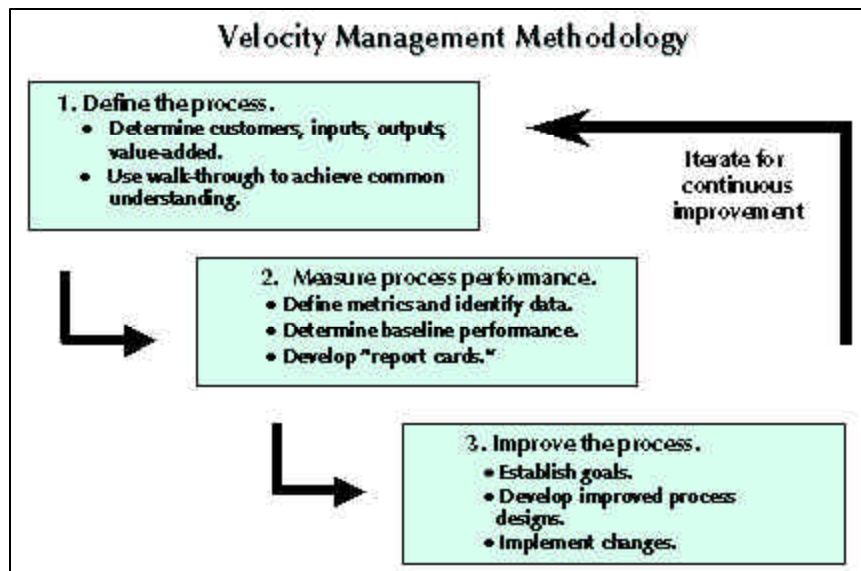 Velocity Management Methodology
1. Define the process.
• Determine customers, inputs, outputs,
value-added.
• Use walk-through to achieve common
understanding.
Iterate for
continuous
improvement
2. Measure process performance.
• Define metrics and identify data.
• Determine baseline performance.
• Develop "report cards."
3. Improve the process.
• Establish goals.
• Develop improved process
designs.
• Implement changes.